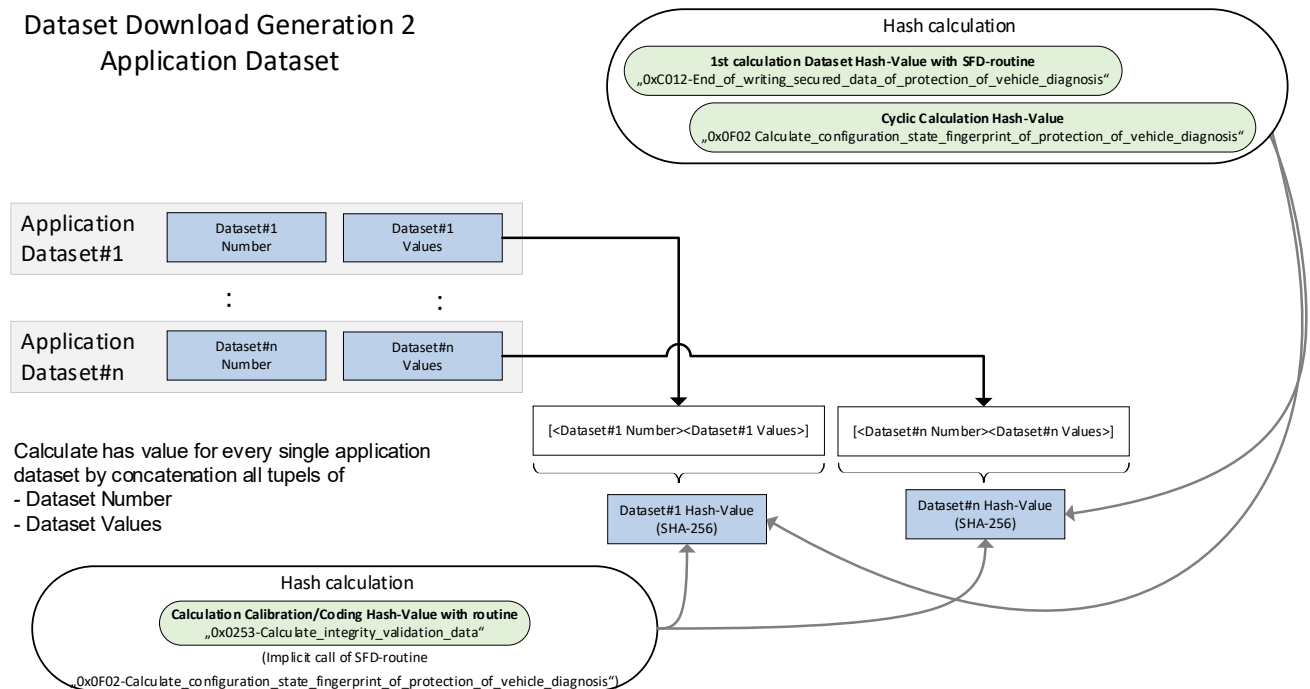 Dataset Download Generation 2
Application Dataset
Hash calculation
1st calculation Dataset Hash-Value with SFD-routine
„0xC012-End_of_writing_secured_data_of_protection_of_vehicle_diagnosis“
Cyclic Calculation Hash-Value
„0x0F02 Calculate_configuration_state_fingerprint_of_protection_of_vehicle_diagnosis“
Application
Dataset#1
Dataset#1
Number
Dataset#1
Values
:
:
Application
Dataset#n
Dataset#n
Number
Dataset#n
Values
[<Dataset#1 Number><Dataset#1 Values>]
[<Dataset#n Number><Dataset#n Values>]
Calculate has value for every single application
dataset by concatenation all tupels of
- Dataset Number
- Dataset Values
Dataset#1 Hash-Value
(SHA-256)
Dataset#n Hash-Value
(SHA-256)
Hash calculation
Calculation Calibration/Coding Hash-Value with routine
„0x0253-Calculate_integrity_validation_data“
(Implicit call of SFD-routine
„0x0F02-Calculate_configuration_state_fingerprint_of_protection_of_vehicle_diagnosis“)